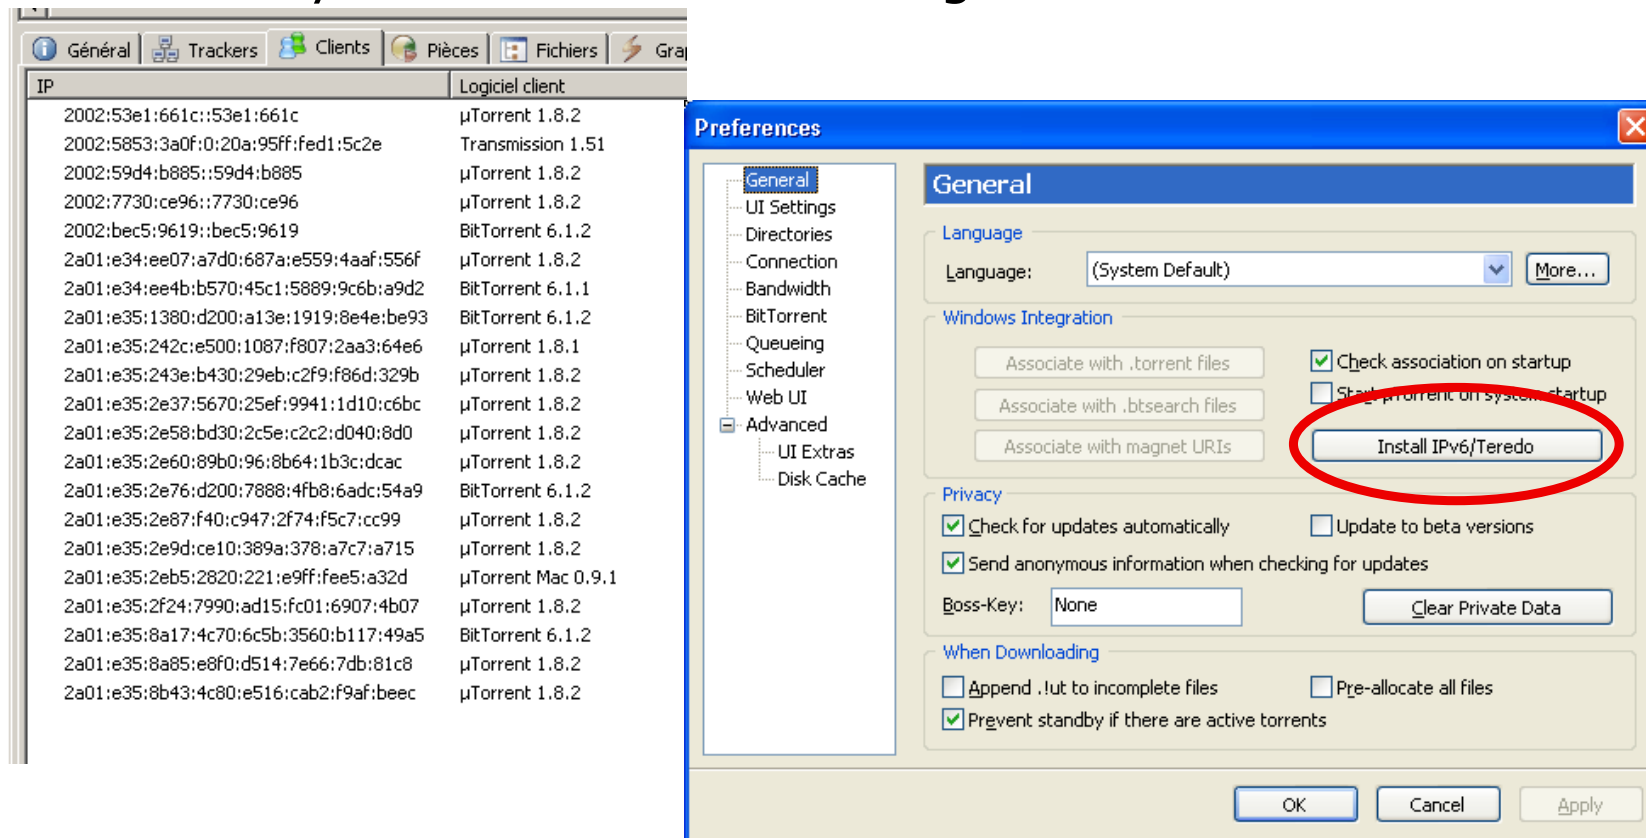 Général Trackers Clients Pièces Fichiers
IP Logiciel client
2002:53e1:661c::53e1:661c µTorrent 1.8.2
2002:5853:3a0f:0:20a:95ff:fed1:5c2e Transmission 1.51
2002:59d4:b885::59d4:b885 µTorrent 1.8.2
2002:7730:ce96::7730:ce96 µTorrent 1.8.2
2002:bec5:9619::bec5:9619 BitTorrent 6.1.2
2a01:e34:ee07:a7d0:687a:e559:4aaf:556f µTorrent 1.8.2
2a01:e34:ee4b:b570:45c1:5889:9c6b:a9d2 BitTorrent 6.1.1
2a01:e35:1380:d200:a13e:1919:8e4e:be93 BitTorrent 6.1.2
2a01:e35:242c:e500:1087:f807:2aa3:64e6 µTorrent 1.8.1
2a01:e35:243e:b430:29eb:c2f9:f86d:329b µTorrent 1.8.2
2a01:e35:2e37:5670:25ef:9941:1d10:c6bc µTorrent 1.8.2
2a01:e35:2e58:bd30:2c5e:c2c2:d040:8d0 µTorrent 1.8.2
2a01:e35:2e60:89b0:96:8b64:1b3c:dcac µTorrent 1.8.2
2a01:e35:2e76:d200:7888:4fb8:6adc:54a9 BitTorrent 6.1.2
2a01:e35:2e87:f40:c947:2f74:f5c7:cc99 µTorrent 1.8.2
2a01:e35:2e9d:ce10:389a:378:a7c7:a715 µTorrent 1.8.2
2a01:e35:2eb5:2820:221:e9ff:fee5:a32d µTorrent Mac 0.9.1
2a01:e35:2f24:7990:ad15:fc01:6907:4b07 µTorrent 1.8.2
2a01:e35:8a17:4c70:6c5b:3560:b117:49a5 BitTorrent 6.1.2
2a01:e35:8a85:e8f0:d514:7e66:7db:81c8 µTorrent 1.8.2
2a01:e35:8b43:4c80:e516:cab2:f9af:beec µTorrent 1.8.2
Preferences
General
UI Settings
Directories
Connection
Bandwidth
BitTorrent
Queueing
Scheduler
Web UI
Advanced
UI Extras
Disk Cache
General
Language
Language: (System Default) More...
Windows Integration
Associate with .torrent files Check association on startup
Start µTorrent on system startup
Associate with .btsearch files
Associate with magnet URIs Install IPv6/Teredo
Privacy
Check for updates automatically Update to beta versions
Send anonymous information when checking for updates
Boss-Key: None Clear Private Data
When Downloading
Append .!ut to incomplete files Pre-allocate all files
Prevent standby if there are active torrents
OK Cancel Apply